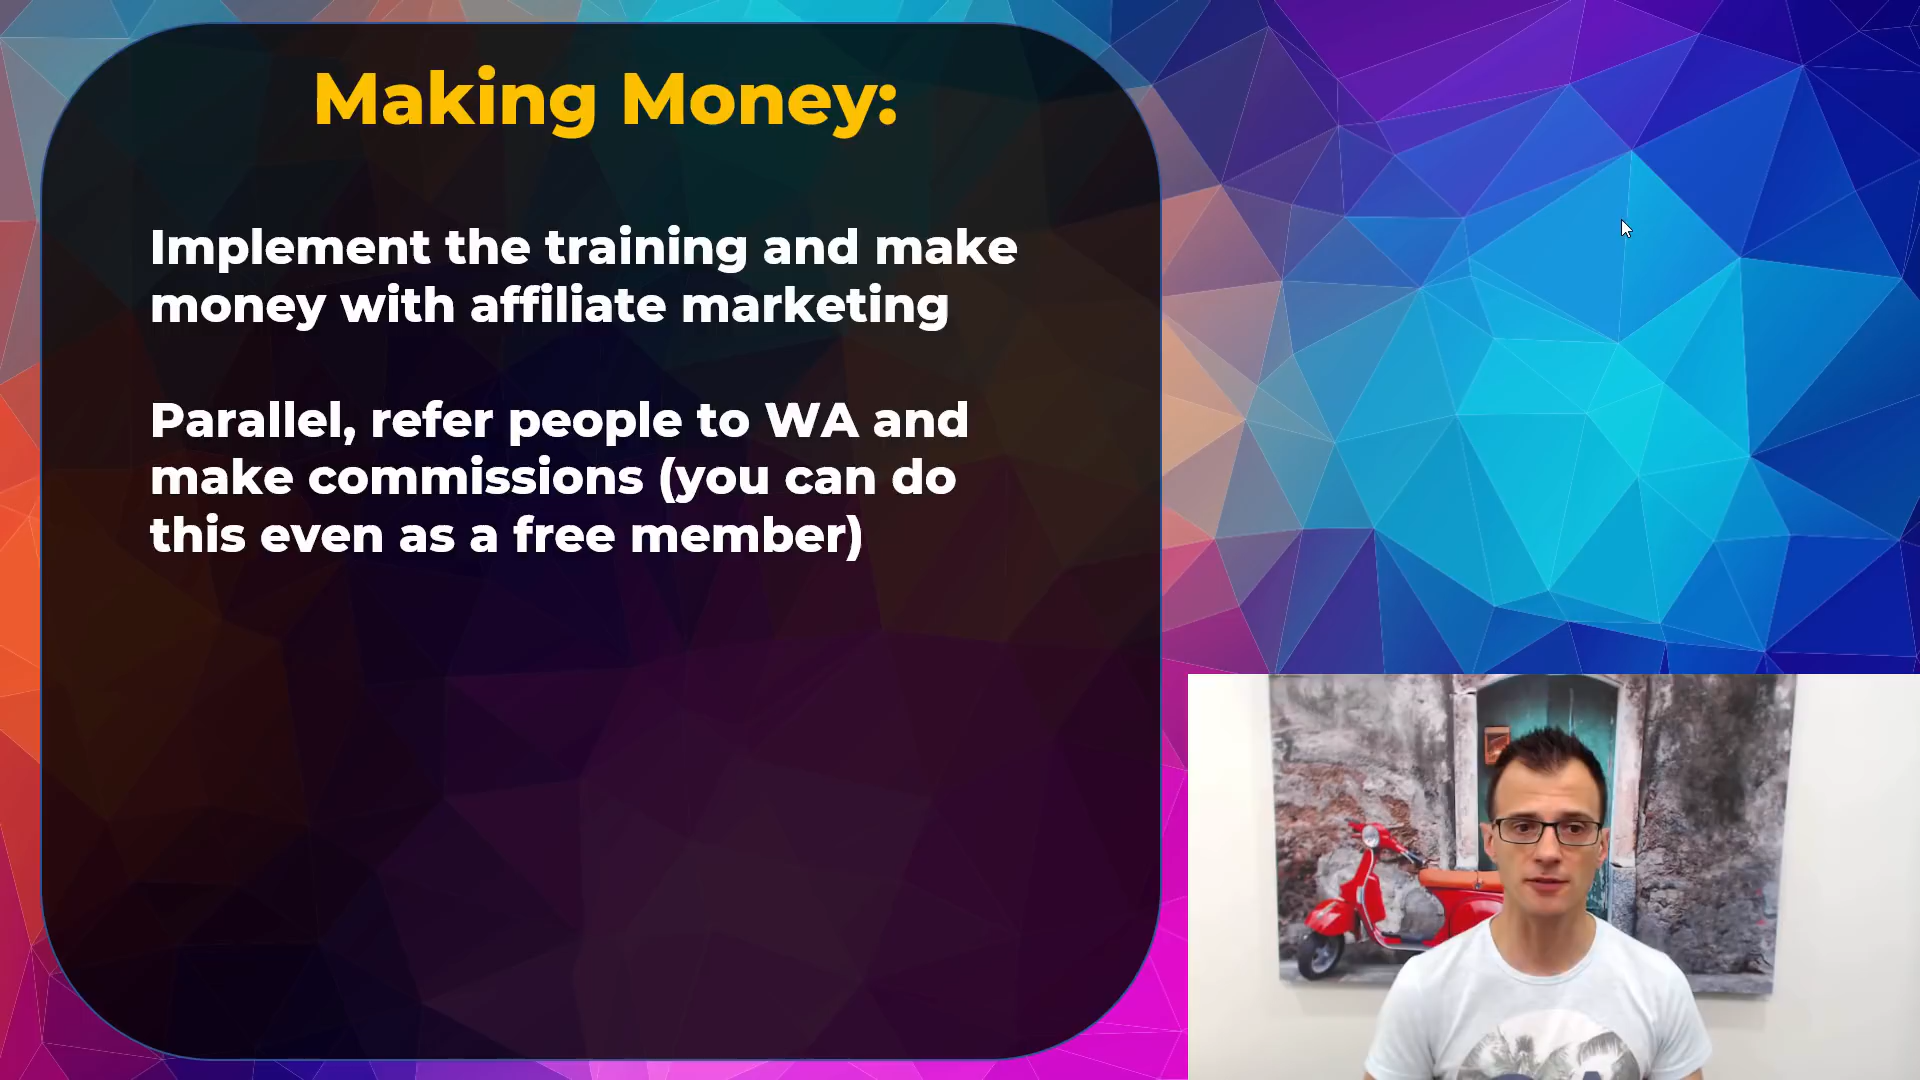 Making Money:
Implement the training and make
money with affiliate marketing
Parallel, refer people to WA and
make commissions (you can do
this even as a free member)